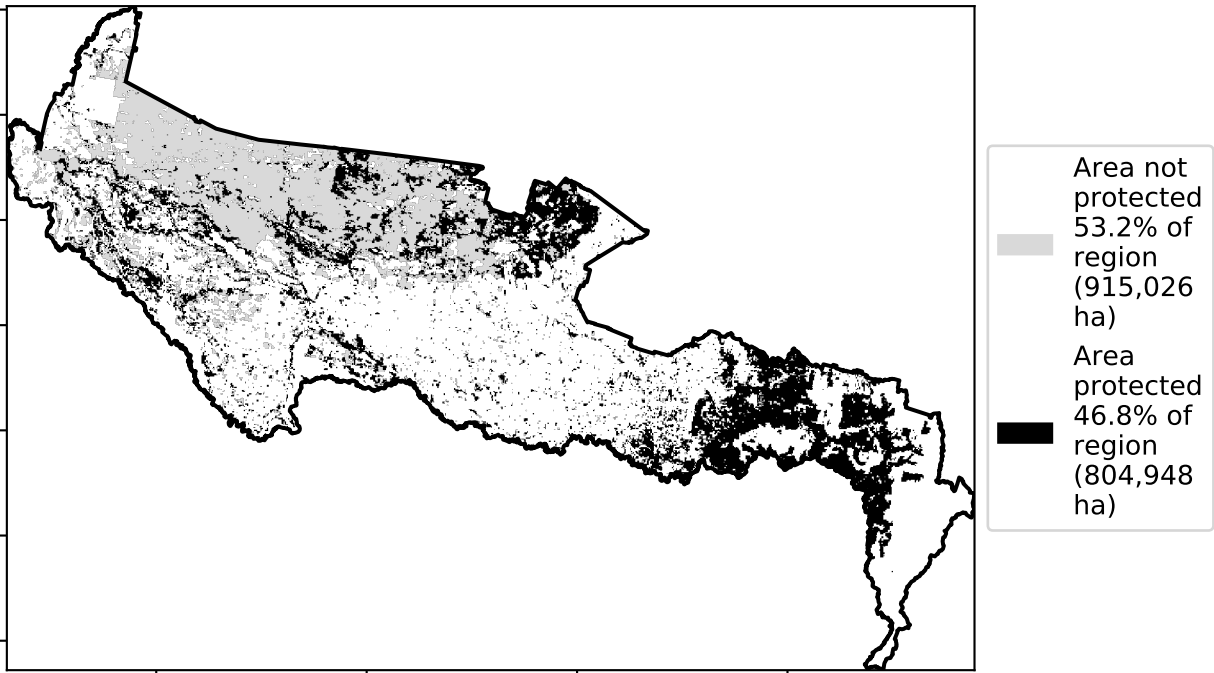 Area not
protected
53.2% of
region
(915,026
ha)
Area
protected
46.8% of
region
(804,948
ha)